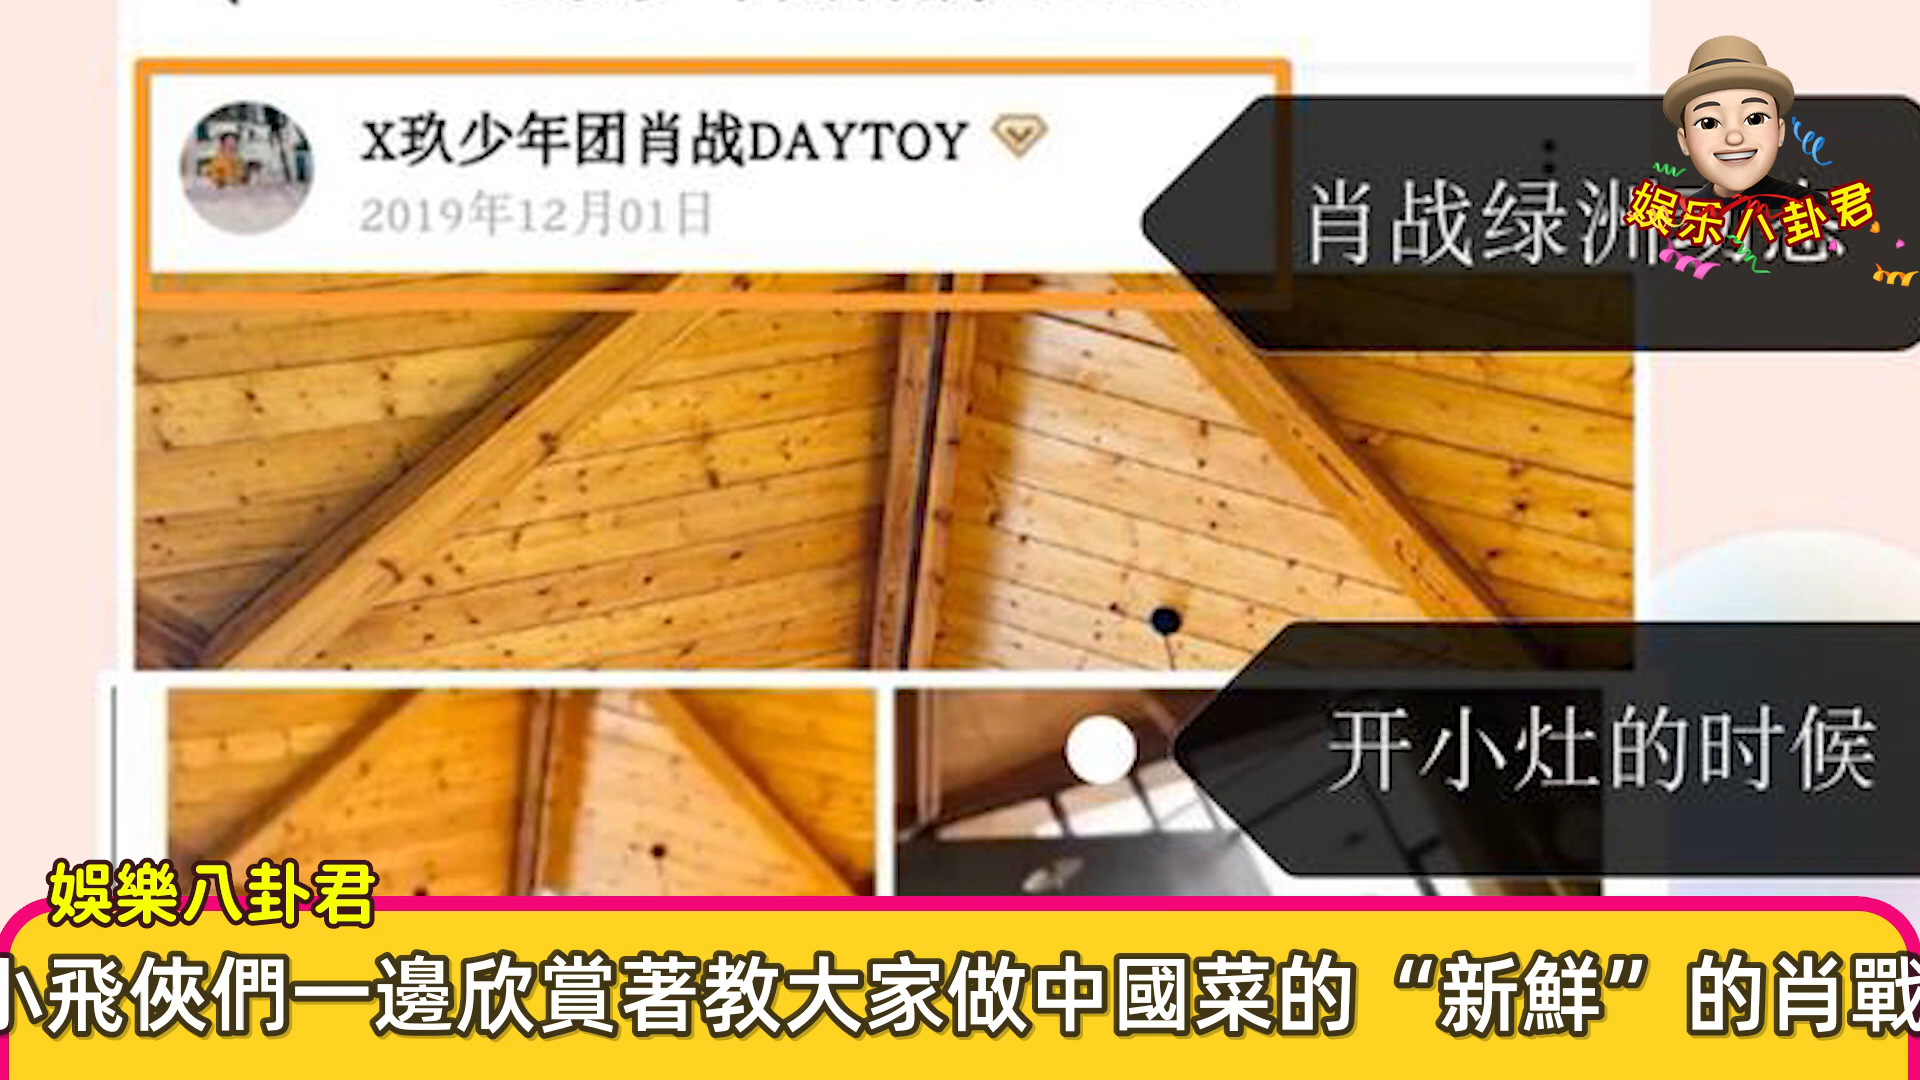 X玖少年团肖战DAYTOY
2019年12月01日
肖战绿洲动态
娱乐八卦君
开小灶的时候
娛樂八卦君
小飛俠們一邊欣賞著教大家做中國菜的“新鮮”的肖戰